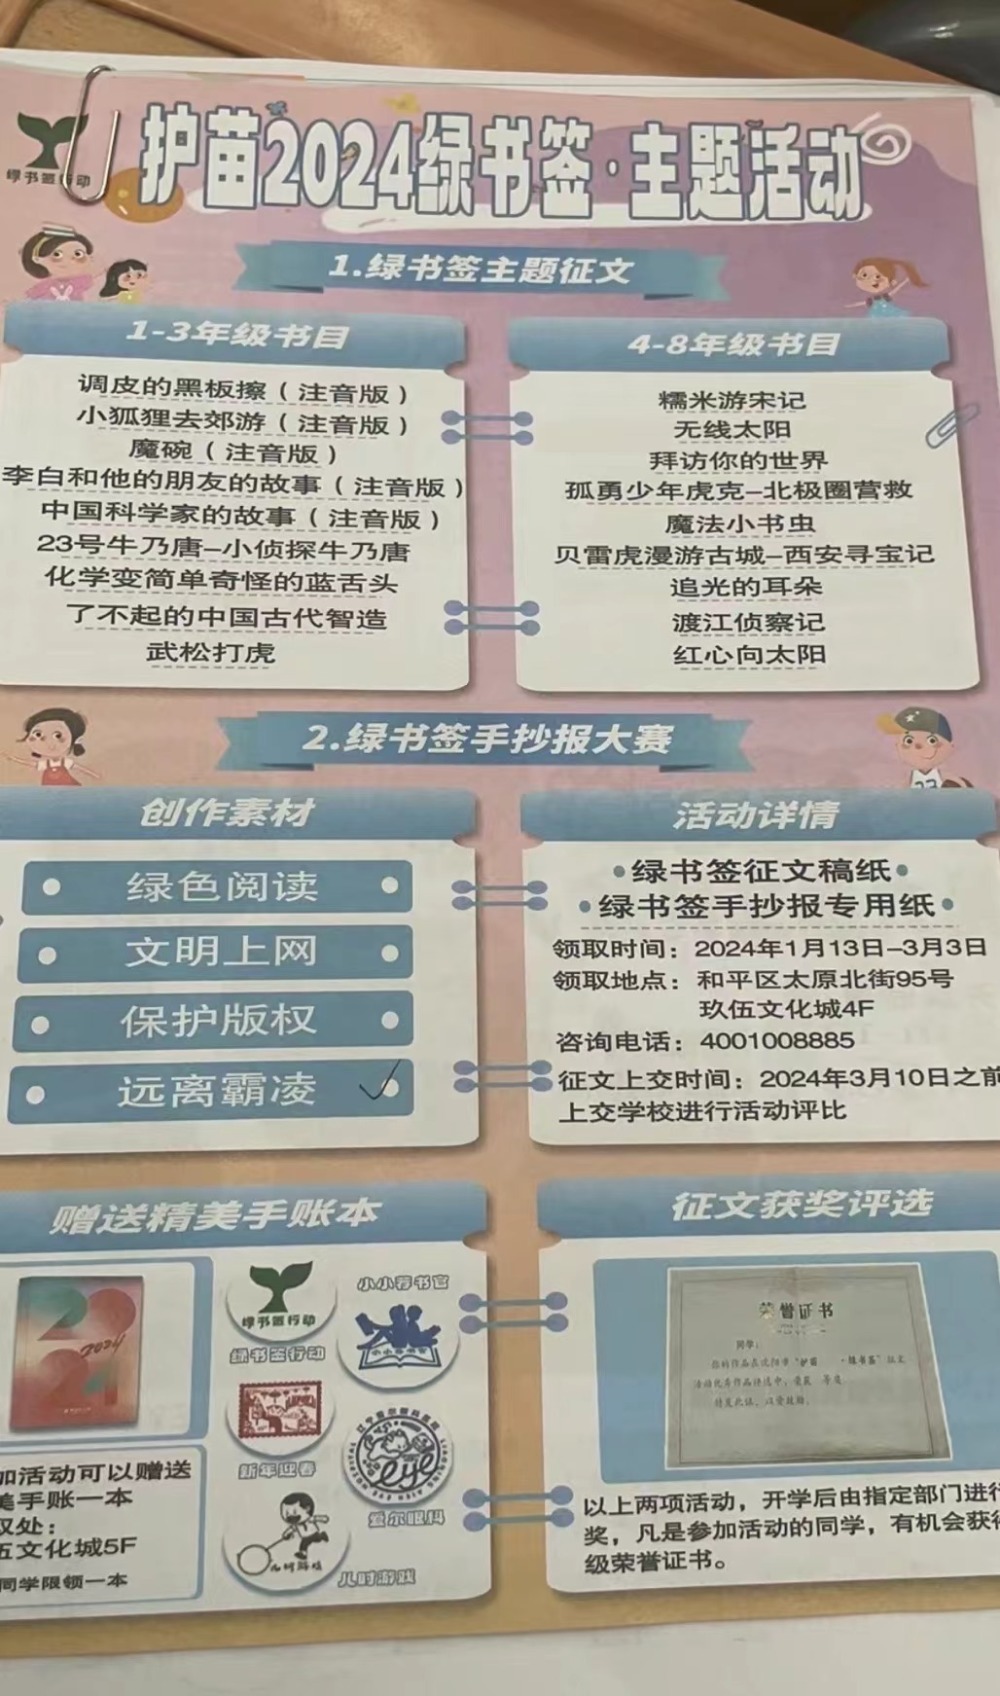 护苗2024绿书签·主题活动
绿书签行动
1.绿书签主题征文
1-3年级书目
调皮的黑板擦（注音版）
小狐狸去郊游（注音版）
魔碗（注音版）
李白和他的朋友的故事（注音版）
中国科学家的故事（注音版）
23号牛乃唐-小侦探牛乃唐
化学变简单奇怪的蓝舌头
了不起的中国古代智造
武松打虎
4-8年级书目
糯米游宋记
无线太阳
拜访你的世界
孤勇少年虎克-北极圈营救
魔法小书虫
贝雷虎漫游古城-西安寻宝记
追光的耳朵
渡江侦察记
红心向太阳
2.绿书签手抄报大赛
创作素材
绿色阅读
文明上网
保护版权
远离霸凌
活动详情
·绿书签征文稿纸·
·绿书签手抄报专用纸·
领取时间：2024年1月13日-3月3日
领取地点：和平区太原北街95号
玖伍文化城4F
咨询电话：4001008885
征文上交时间：2024年3月10日之前
上交学校进行活动评比
赠送精美手账本
2024
加活动可以赠送
美手账一本
取处：
伍文化城5F
同学限领一本
绿书签行动
绿书签行动
小小荐书官
新年迎春
eye
爱尔眼科
儿时游戏
征文获奖评选
荣誉证书
同学：
以上两项活动，开学后由指定部门进行
奖，凡是参加活动的同学，有机会获得
级荣誉证书。